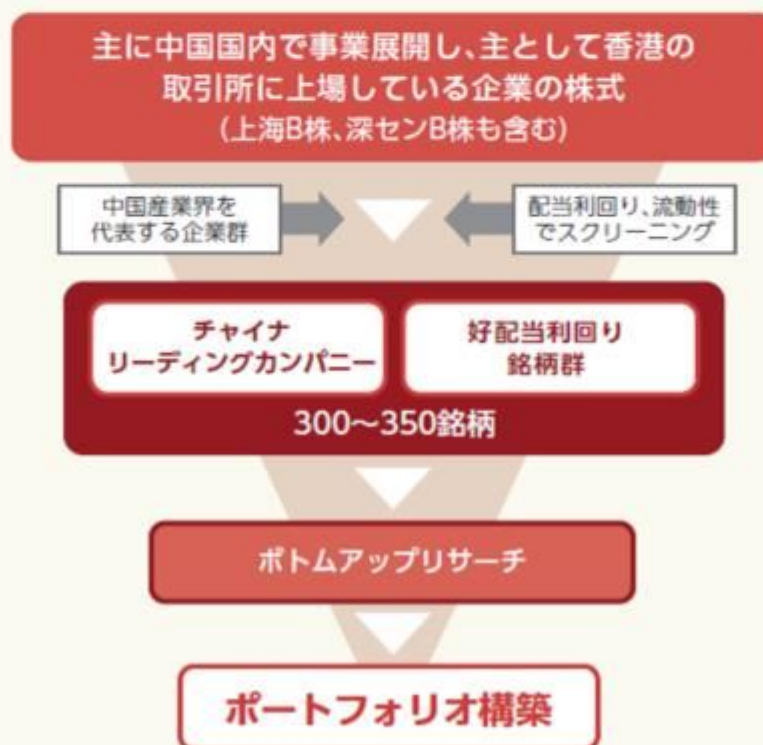 主に中国国内で事業展開し、主として香港の
取引所に上場している企業の株式
(上海B株、深センB株も含む)
中国産業界を
代表する企業群
配当利回り、流動性
でスクリーニング
チャイナ
リーディングカンパニー
好配当利回り
銘柄群
300～350銘柄
ボトムアップリサーチ
ポートフォリオ構築